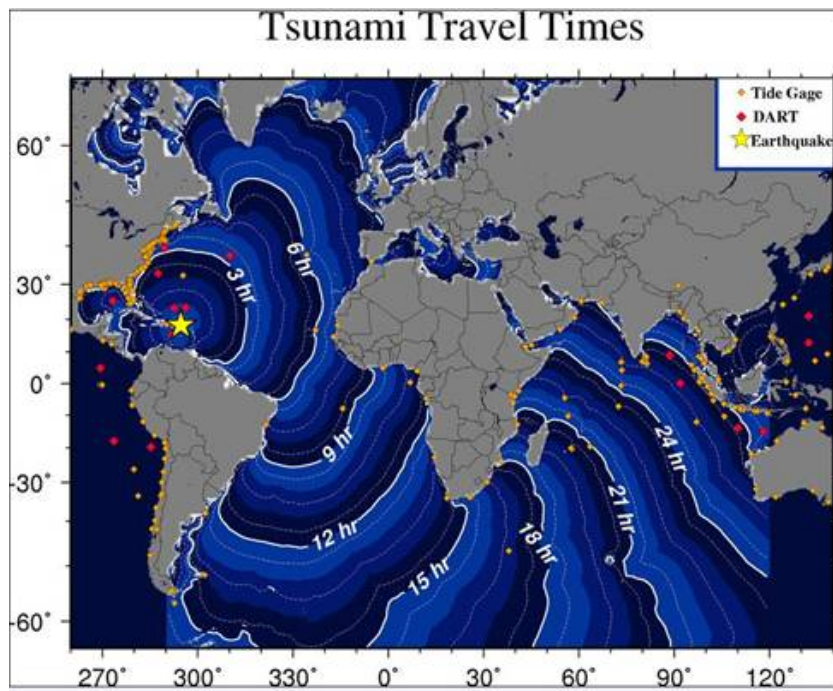 Tsunami Travel Times
Tide Gage
DART
Earthquake
60°
30°
0°
-30°
-60°
3 hr
6 hr
9 hr
12 hr
15 hr
18 hr
21 hr
24 hr
270° 300° 330° 0° 30° 60° 90° 120°